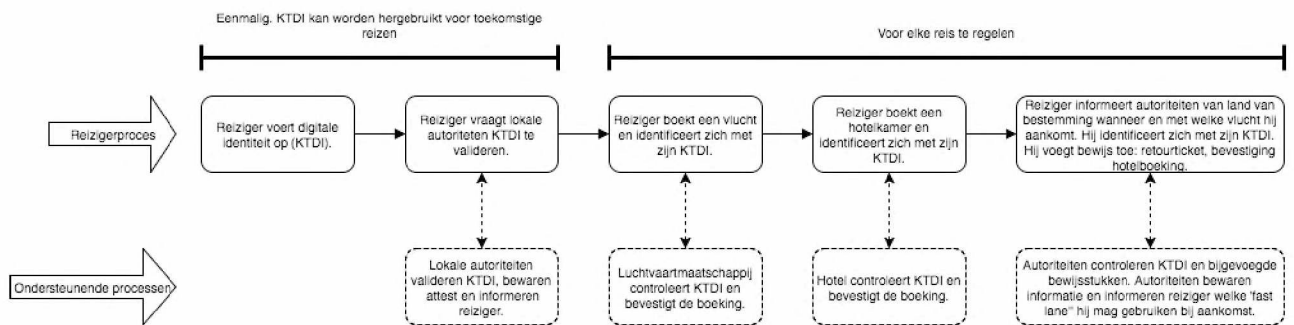 Eenmalig. KTDI kan worden hergebruikt voor toekomstige
reizen
Voor elke reis te regelen
Reizigerproces
Reiziger voert digitale
identiteit op (KTDI).
Reiziger vraagt lokale
autoriteten KTDI te
valideren.
Reiziger boekt een vlucht
en identificeert zich met
zijn KTDI.
Reiziger boekt een
hotelkamer en
identificeert zich met zijn
KTDI.
Reiziger informeert autoriteiten van land van
bestemming wanneer en met welke vlucht hij
aankomt. Hij identificeert zich met zijn KTDI.
Hij voegt bewijs toe: retourticket, bevestiging
hotelboeking.
Ondersteunende processen
Lokale autoriteiten
valideren KTDI, bewaren
attest en informeren
reiziger.
Luchtvaartmaatschappij
controleert KTDI en
bevestigt de boeking.
Hotel controleert KTDI en
bevestigt de boeking.
Autoriteiten controleren KTDI en bijgevoegde
bewijsstukken. Autoriteiten bewaren
informatie en informeren reiziger welke 'fast
lane" hij mag gebruiken bij aankomst.